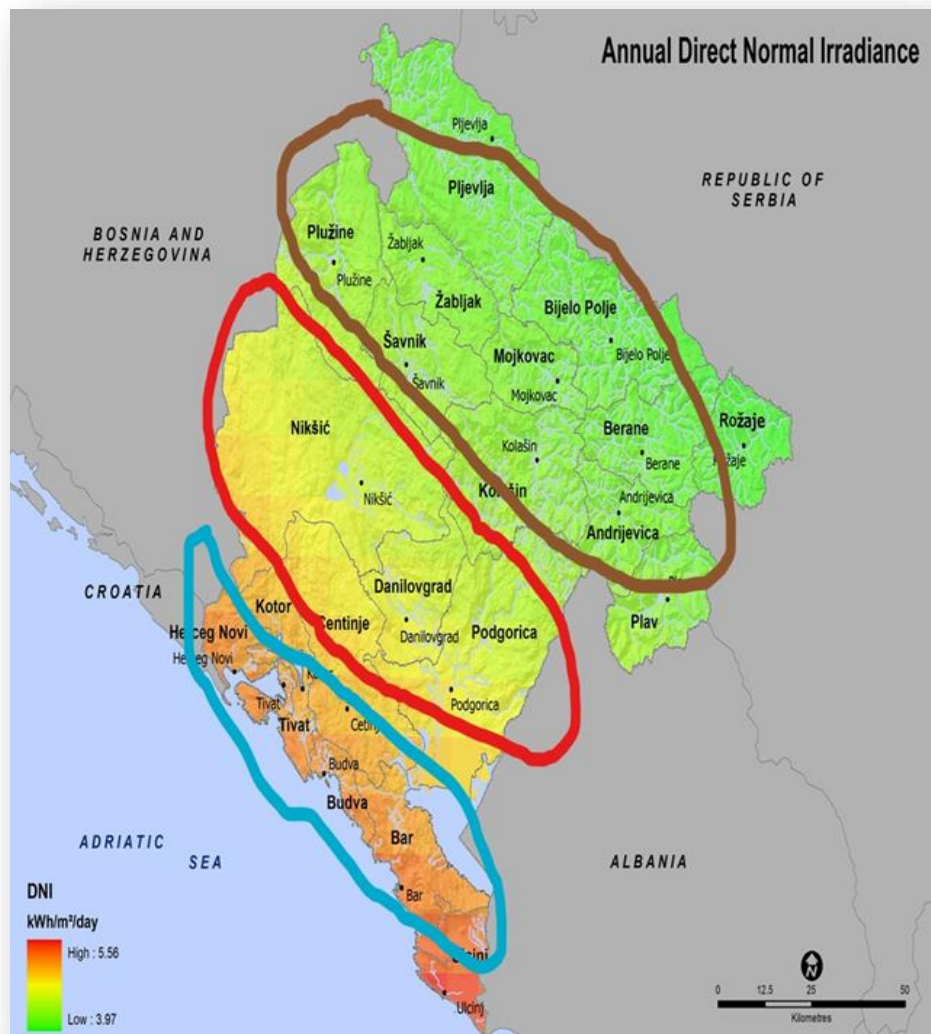 Annual Direct Normal Irradiance
Pljevlja
Pljevlja
REPUBLIC OF
SERBIA
BOSNIA AND
HERZEGOVINA
Plužine
Plužine
Žabljak
Žabljak
Bijelo Polje
Bijelo Polje
Šavnik
Šavnik
Mojkovac
Mojkovac
Rožaje
Berane
Berane
Nikšić
Nikšić
Kolašin
Kolašin
Andrijevica
Andrijevica
CROATIA
Kotor
Danilovgrad
Danilovgrad
Plav
Herceg Novi
Herceg Novi
Podgorica
Podgorica
Tivat
Tivat
Budva
Budva
Bar
Bar
ADRIATIC
SEA
ALBANIA
DNI
kWh/m²/day
High : 5.56
Low : 3.97
Ulcinj
0 12.5 25 50
Kilometres